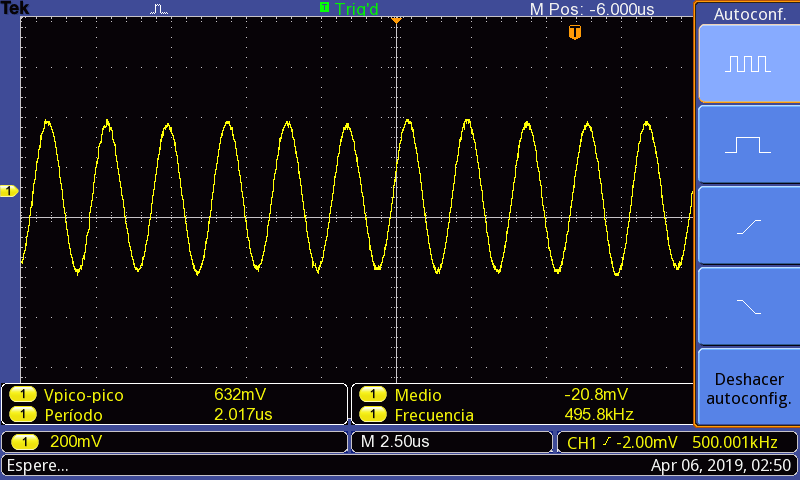 Tek T Trig'd M Pos: -6.000us Autoconf.
T
1
1 Vpico-pico 632mV 1 Medio -20.8mV
1 Período 2.017us 1 Frecuencia 495.8kHz
Deshacer
autoconfig.
1 200mV M 2.50us CH1 -2.00mV 500.001kHz
Espere... Apr 06, 2019, 02:50